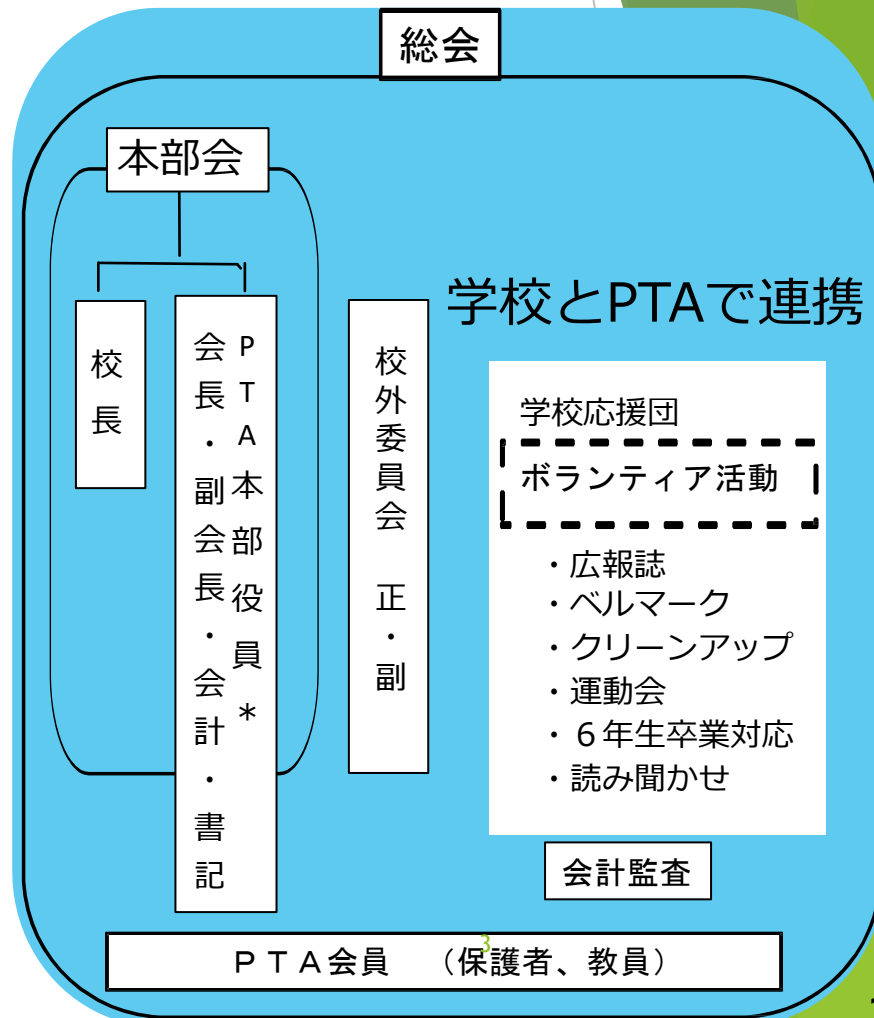 総会
本部会
校長
PTA本部役員*
会長・副会長・会計・書記
校外委員会 正・副
学校とPTAで連携
学校応援団
ボランティア活動
・広報誌
・ベルマーク
・クリーンアップ
・運動会
・６年生卒業対応
・読み聞かせ
会計監査
3
ＰＴＡ会員 （保護者、教員）